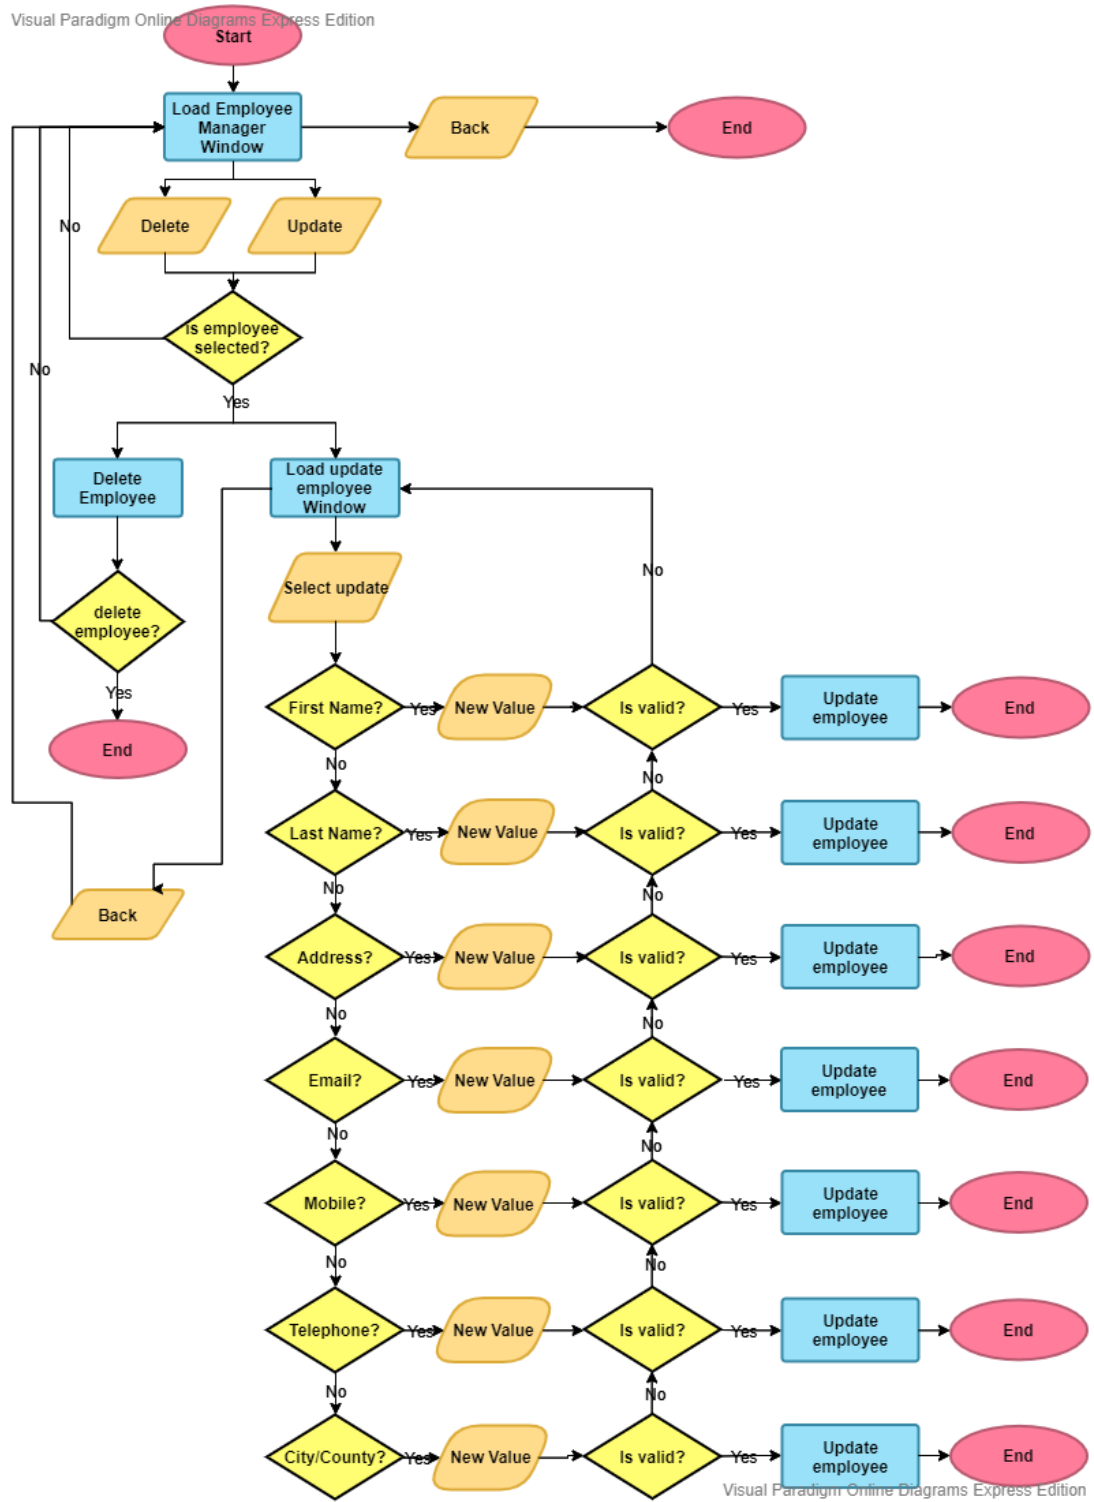 Visual Paradigm Online Diagrams Express Edition
Start
Load Employee
Manager
Window
Back
End
No
Delete
Update
is employee
selected?
No
Yes
Delete
Employee
Load update
employee
Window
No
Select update
delete
employee?
Yes
End
First Name?
Yes
New Value
Is valid?
Yes
Update
employee
End
No
No
Last Name?
Yes
New Value
Is valid?
Yes
Update
employee
End
No
No
Back
Address?
Yes
New Value
Is valid?
Yes
Update
employee
End
No
No
Email?
Yes
New Value
Is valid?
Yes
Update
employee
End
No
No
Mobile?
Yes
New Value
Is valid?
Yes
Update
employee
End
No
No
Telephone?
Yes
New Value
Is valid?
Yes
Update
employee
End
No
No
City/County?
Yes
New Value
Is valid?
Yes
Update
employee
End
Visual Paradigm Online Diagrams Express Edition